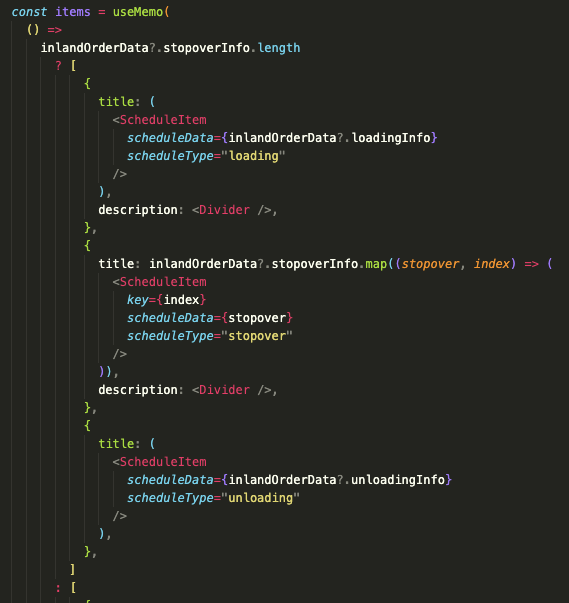 const items = useMemo(
  () =>
    inlandOrderData?.stopoverInfo.length
      ? [
          {
            title: (
              <ScheduleItem
                scheduleData={inlandOrderData?.loadingInfo}
                scheduleType="loading"
              />
            ),
            description: <Divider />,
          },
          {
            title: inlandOrderData?.stopoverInfo.map((stopover, index) => (
              <ScheduleItem
                key={index}
                scheduleData={stopover}
                scheduleType="stopover"
              />
            )),
            description: <Divider />,
          },
          {
            title: (
              <ScheduleItem
                scheduleData={inlandOrderData?.unloadingInfo}
                scheduleType="unloading"
              />
            ),
          },
        ]
      : [
          {